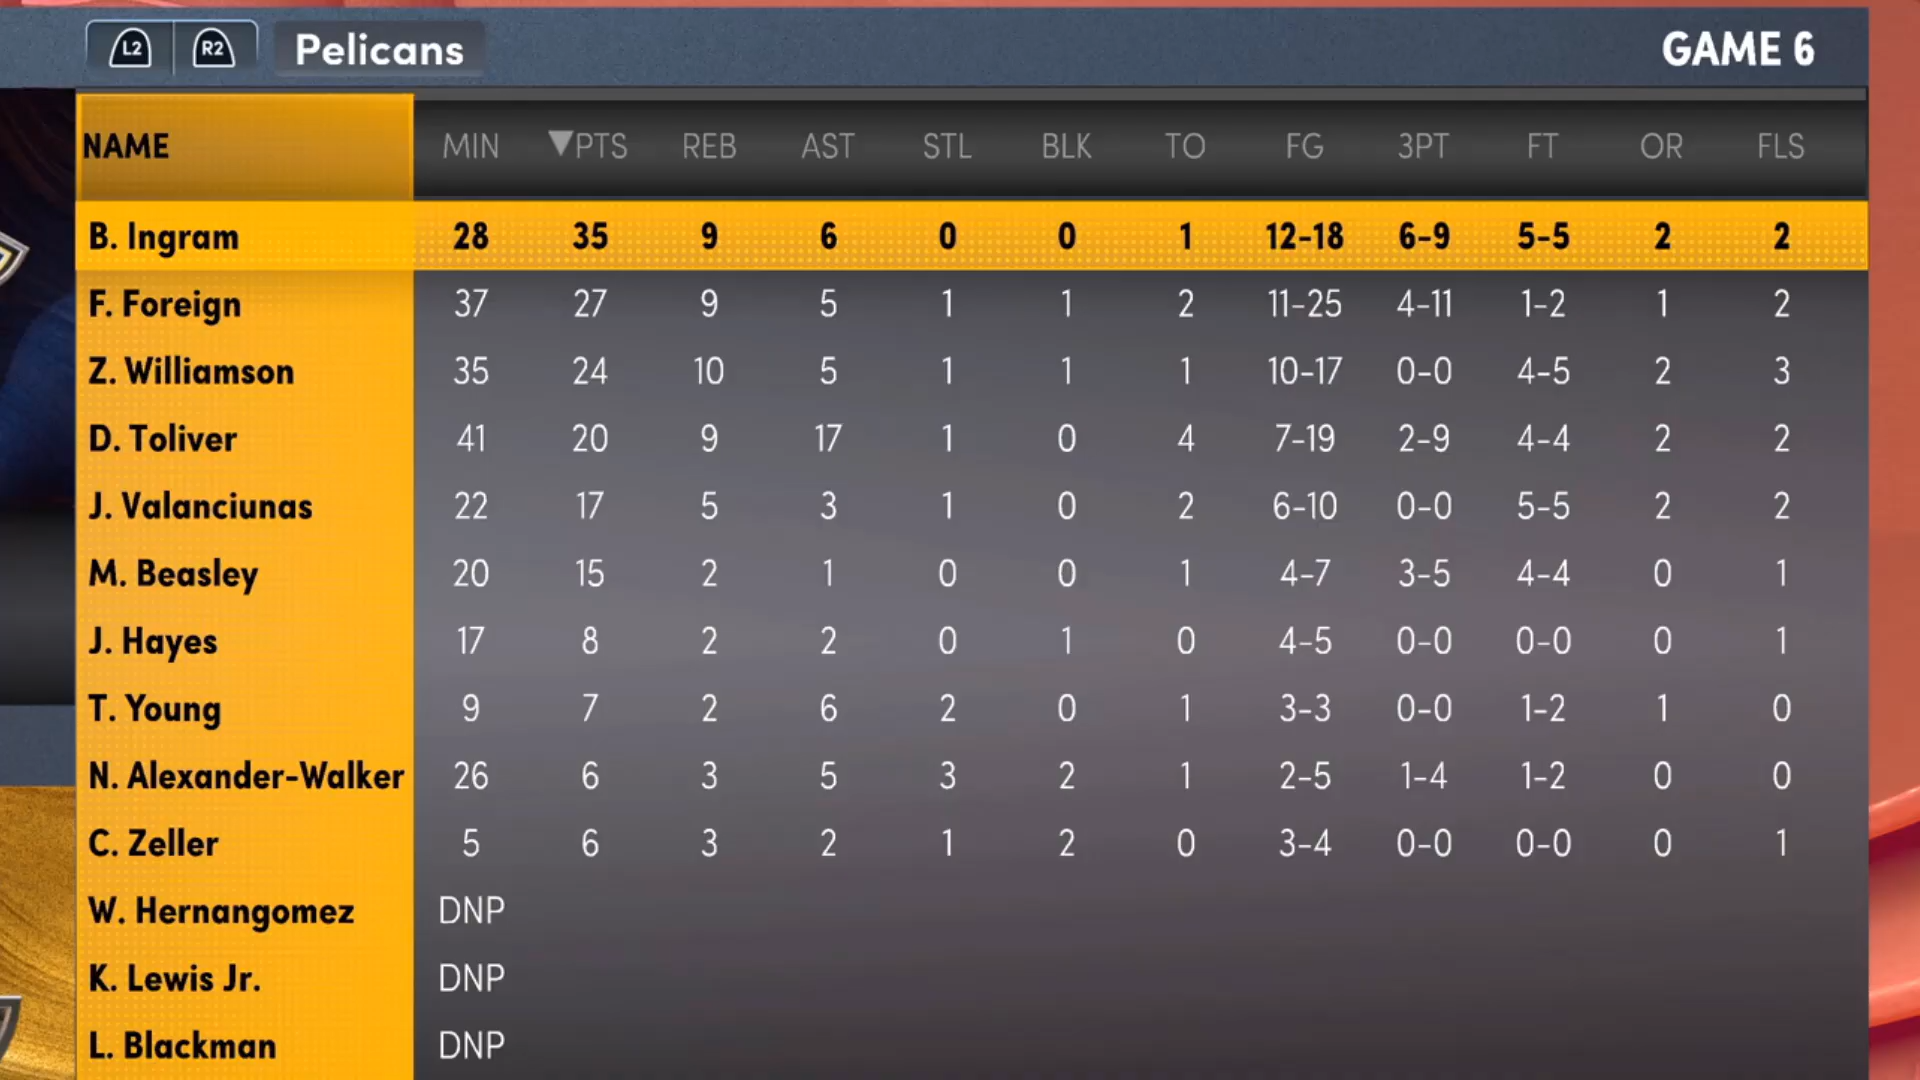 L2 R2 Pelicans GAME 6
NAME MIN ▼PTS REB AST STL BLK TO FG 3PT FT OR FLS
B. Ingram 28 35 9 6 0 0 1 12-18 6-9 5-5 2 2
F. Foreign 37 27 9 5 1 1 2 11-25 4-11 1-2 1 2
Z. Williamson 35 24 10 5 1 1 1 10-17 0-0 4-5 2 3
D. Toliver 41 20 9 17 1 0 4 7-19 2-9 4-4 2 2
J. Valanciunas 22 17 5 3 1 0 2 6-10 0-0 5-5 2 2
M. Beasley 20 15 2 1 0 0 1 4-7 3-5 4-4 0 1
J. Hayes 17 8 2 2 0 1 0 4-5 0-0 0-0 0 1
T. Young 9 7 2 6 2 0 1 3-3 0-0 1-2 1 0
N. Alexander-Walker 26 6 3 5 3 2 1 2-5 1-4 1-2 0 0
C. Zeller 5 6 3 2 1 2 0 3-4 0-0 0-0 0 1
W. Hernangomez DNP
K. Lewis Jr. DNP
L. Blackman DNP